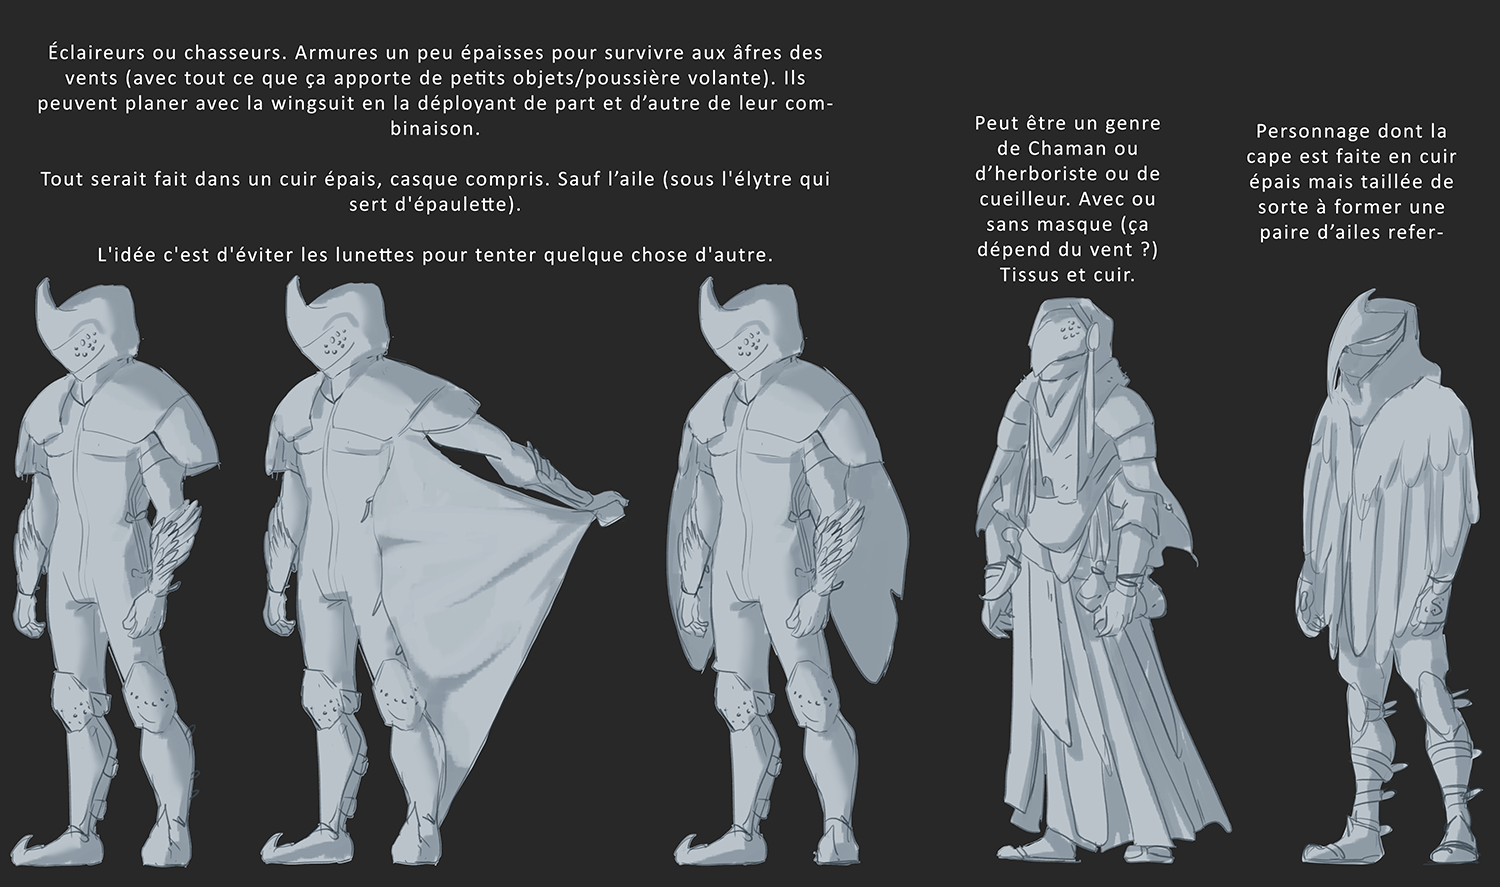 Éclaireurs ou chasseurs. Armures un peu épaisses pour survivre aux âfres des
vents (avec tout ce que ça apporte de petits objets/poussière volante). Ils
peuvent planer avec la wingsuit en la déployant de part et d’autre de leur com-
binaison.
Tout serait fait dans un cuir épais, casque compris. Sauf l’aile (sous l'élytre qui
sert d'épaulette).
L'idée c'est d'éviter les lunettes pour tenter quelque chose d'autre.
Peut être un genre
de Chaman ou
d’herboriste ou de
cueilleur. Avec ou
sans masque (ça
dépend du vent ?)
Tissus et cuir.
Personnage dont la
cape est faite en cuir
épais mais taillée de
sorte à former une
paire d’ailes refer-